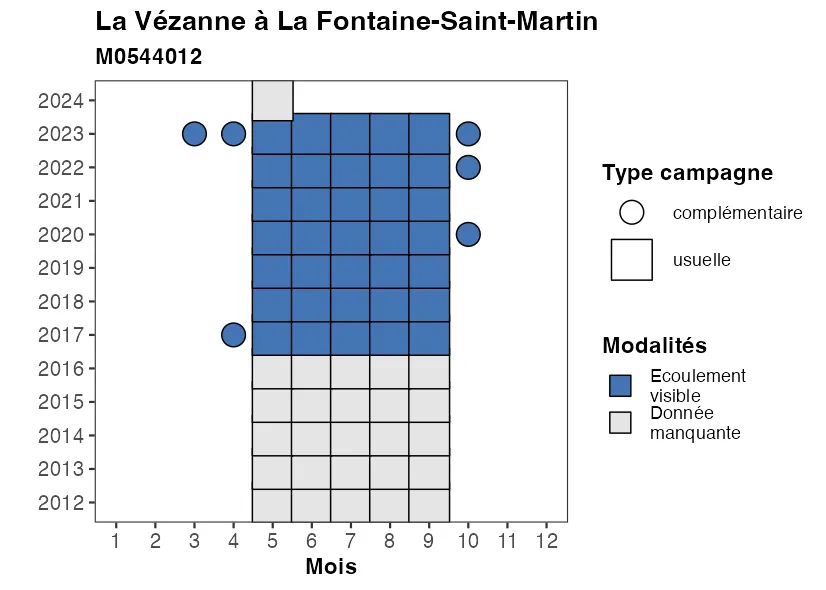 La Vézanne à La Fontaine-Saint-Martin
M0544012
2024
2023
2022
2021
2020
2019
2018
2017
2016
2015
2014
2013
2012
1 2 3 4 5 6 7 8 9 10 11 12
Mois
Type campagne
complémentaire
usuelle
Modalités
Ecoulement
visible
Donnée
manquante